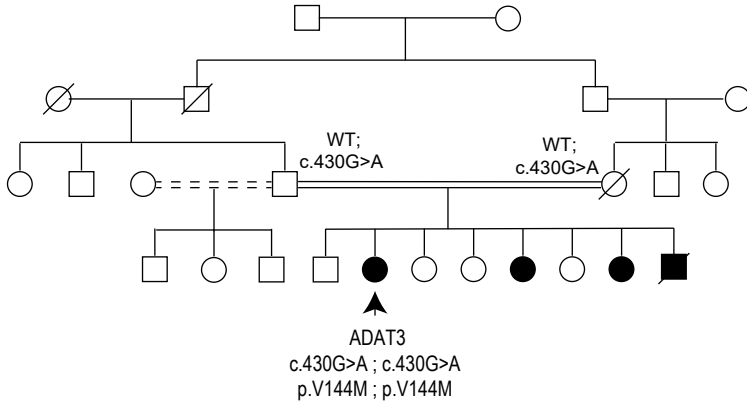 WT;
c.430G>A
WT;
c.430G>A
ADAT3
c.430G>A ; c.430G>A
p.V144M ; p.V144M